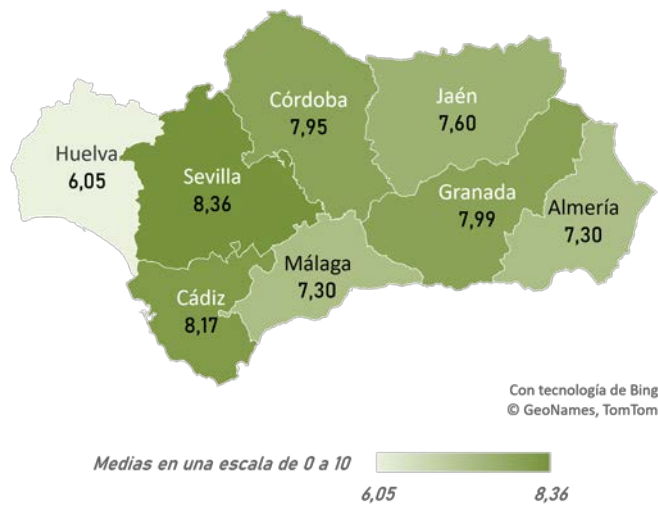 Córdoba
7,95
Jaén
7,60
Huelva
6,05
Sevilla
8,36
Granada
7,99
Almería
7,30
Málaga
7,30
Cádiz
8,17
Con tecnología de Bing
© GeoNames, TomTom
Medias en una escala de 0 a 10
6,05
8,36